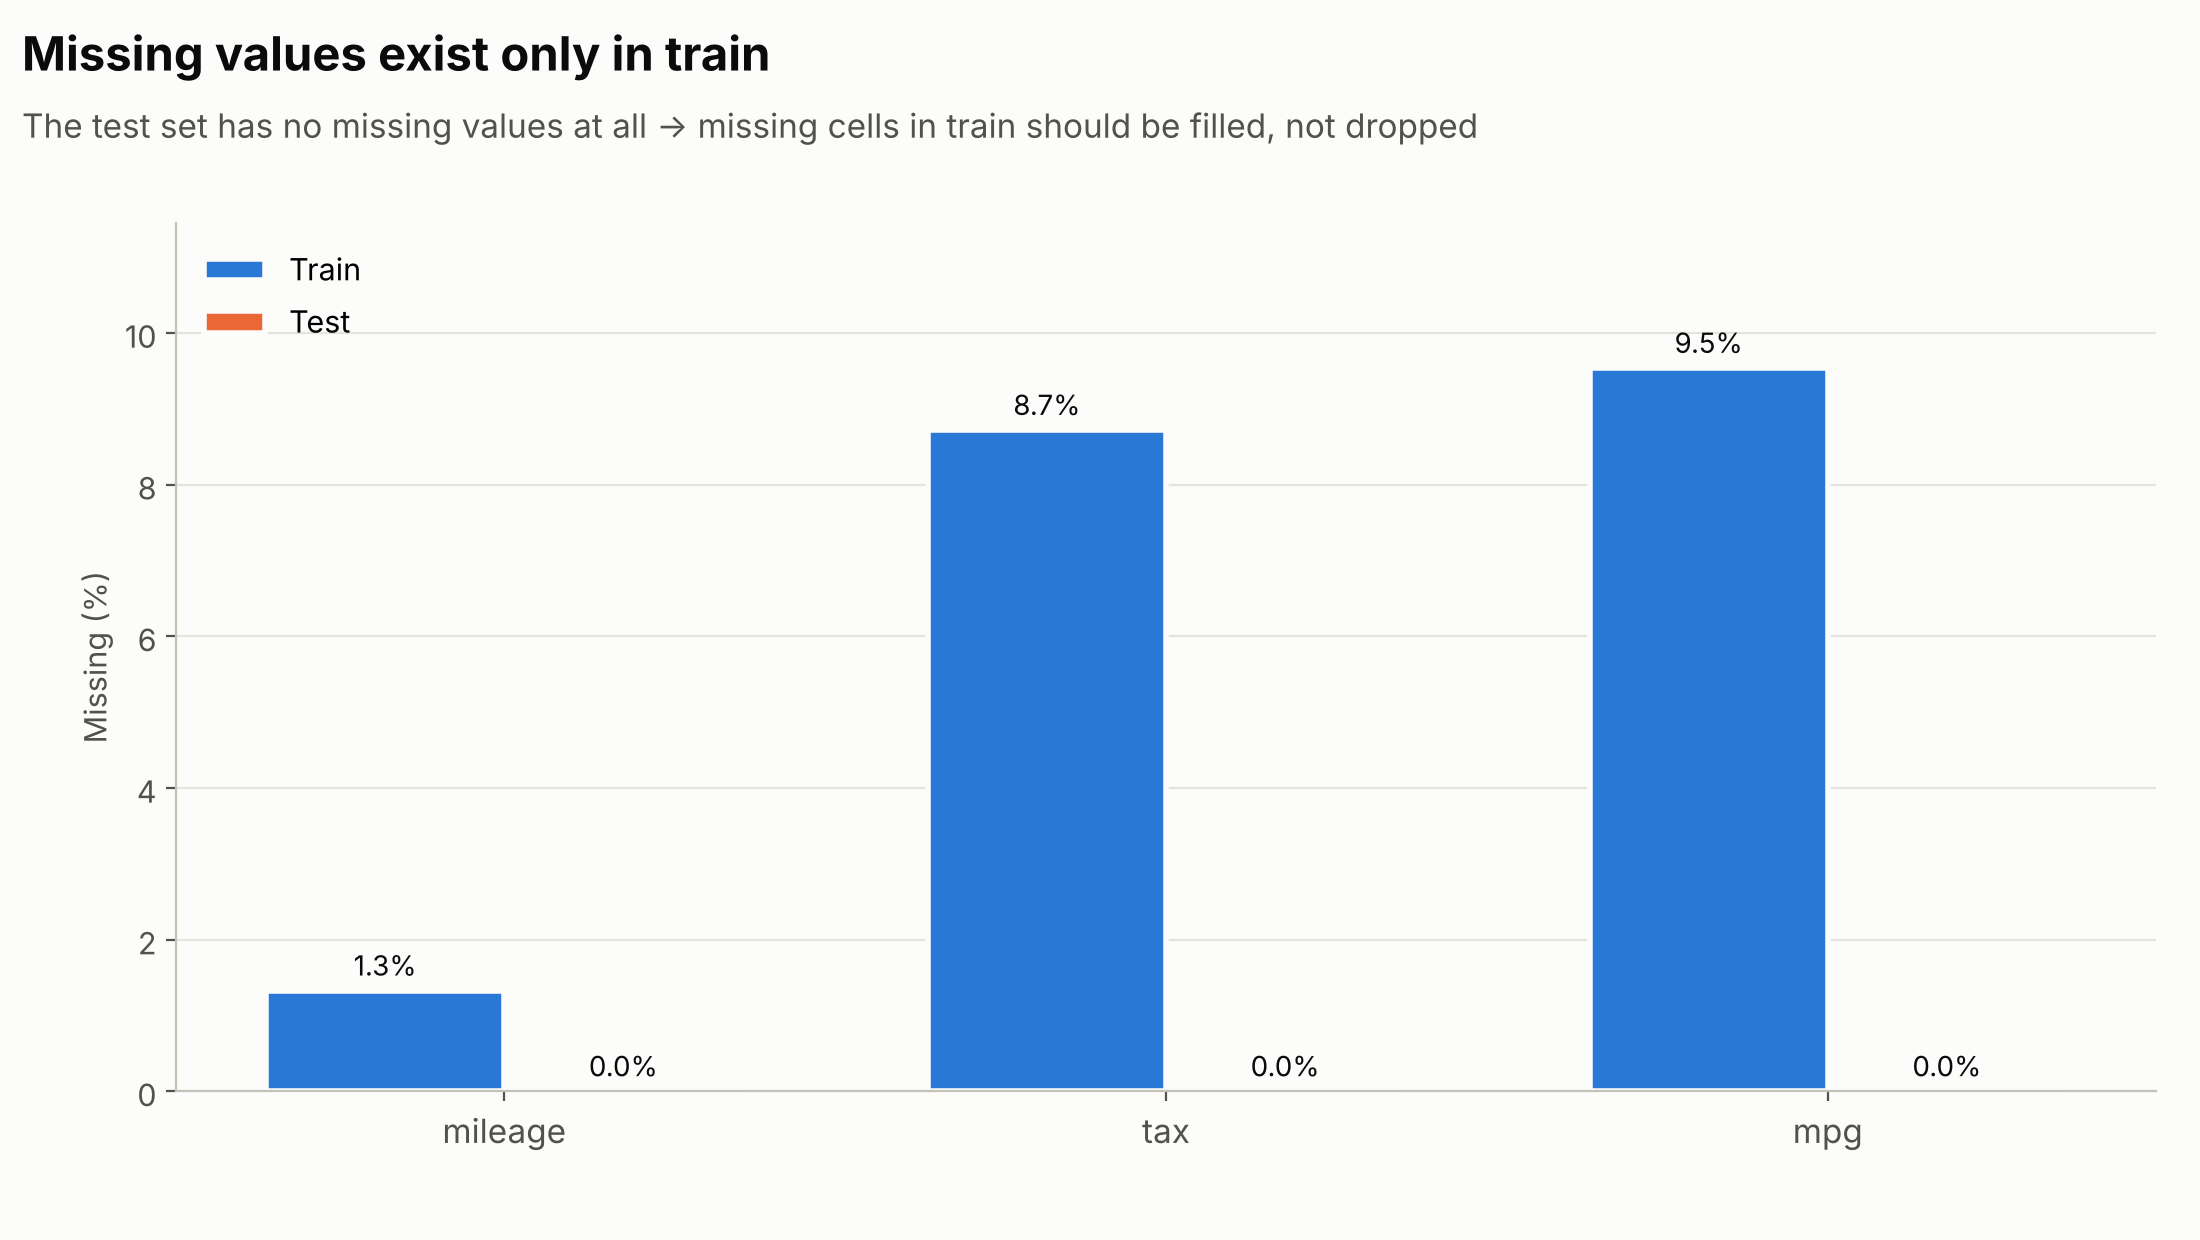 Missing values exist only in train
The test set has no missing values at all → missing cells in train should be filled, not dropped
Train
Test
Missing (%)
10
8
6
4
2
0
1.3%
0.0%
8.7%
0.0%
9.5%
0.0%
mileage
tax
mpg